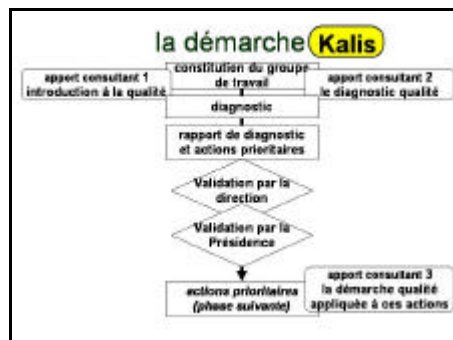 la démarche Kalis
constitution du groupe
de travail
apport consultant 1
introduction à la qualité
apport consultant 2
le diagnostic qualité
diagnostic
rapport de diagnostic
et actions prioritaires
Validation par la
direction
Validation par la
Présidence
actions prioritaires
(phase suivante)
apport consultant 3
la démarche qualité
appliquée à ces actions